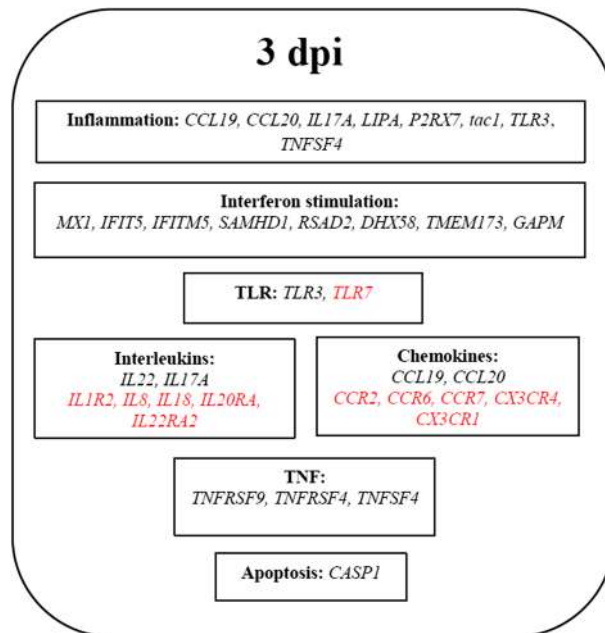 3 dpi
Inflammation: CCL19, CCL20, IL17A, LIPA, P2RX7, tac1, TLR3,
TNFSF4
Interferon stimulation:
MX1, IFIT5, IFITM5, SAMHD1, RSAD2, DHX58, TMEM173, GAPM
TLR: TLR3, TLR7
Interleukins:
IL22, IL17A
IL1R2, IL8, IL18, IL20RA,
IL22RA2
Chemokines:
CCL19, CCL20
CCR2, CCR6, CCR7, CX3CR4,
CX3CR1
TNF:
TNFRSF9, TNFRSF4, TNFSF4
Apoptosis: CASP1